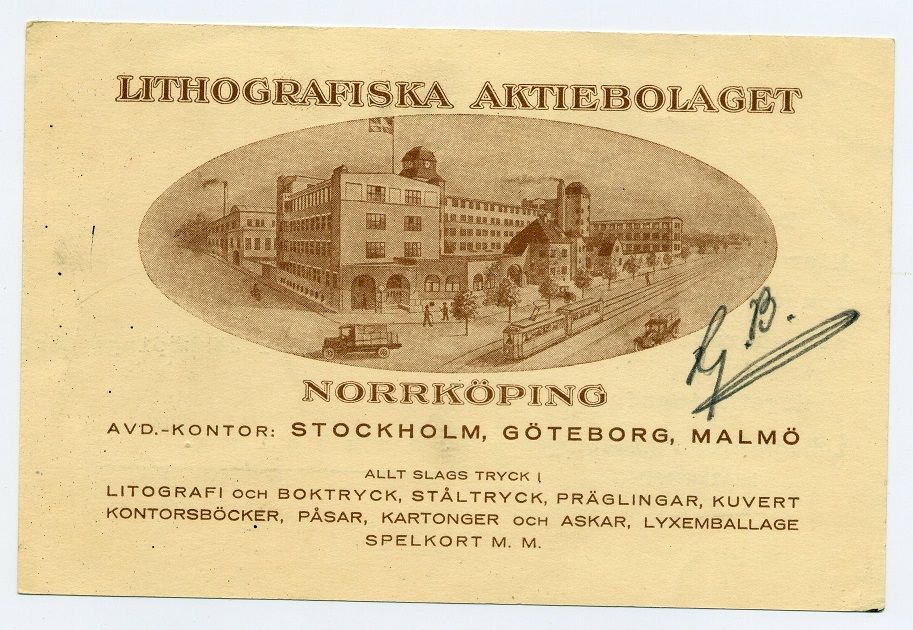 LITHOGRAFISKA AKTIEBOLAGET
NORRKÖPING
AVD.-KONTOR: STOCKHOLM, GÖTEBORG, MALMÖ
ALLT SLAGS TRYCK I
LITOGRAFI OCH BOKTRYCK, STÅLTRYCK, PRÄGLINGAR, KUVERT
KONTORSBÖCKER, PÅSAR, KARTONGER OCH ASKAR, LYXEMBALLAGE
SPELKORT M. M.